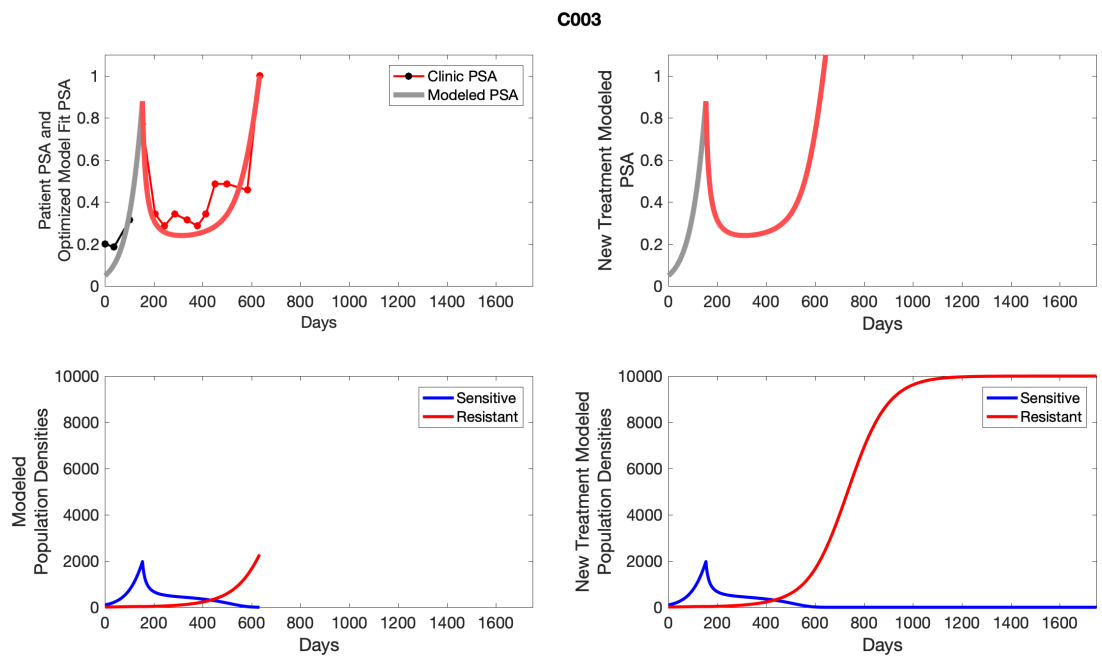 C003
Patient PSA and
Optimized Model Fit PSA
1
0.8
0.6
0.4
0.2
0
0 200 400 600 800 1000 1200 1400 1600
Days
Clinic PSA
Modeled PSA
New Treatment Modeled
PSA
1
0.8
0.6
0.4
0.2
0
0 200 400 600 800 1000 1200 1400 1600
Days
Modeled
Population Densities
10000
8000
6000
4000
2000
0
0 200 400 600 800 1000 1200 1400 1600
Days
Sensitive
Resistant
New Treatment Modeled
Population Densities
10000
8000
6000
4000
2000
0
0 200 400 600 800 1000 1200 1400 1600
Days
Sensitive
Resistant